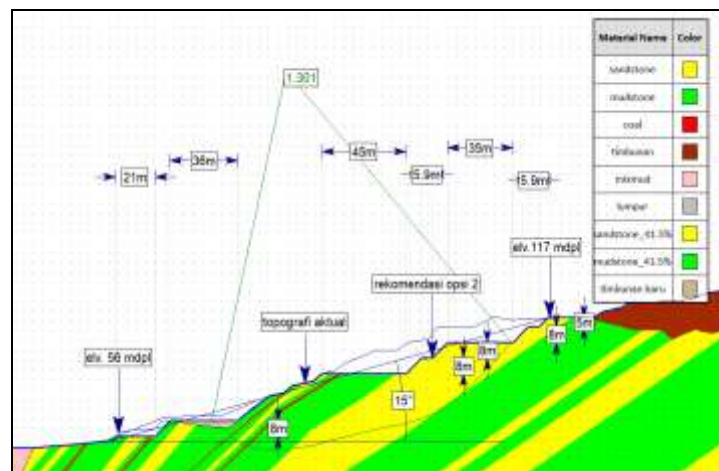 Material Name Color
sandstone
mudstone
coal
timbunan
mixmud
lumpur
sandstone_41.5%
mudstone_41.5%
timbunan baru
1.301
45m
39m
36m
21m
5.9m
5.9m
elv.117 mdpl
rekomendasi opsi 2
topografi aktual
elv. 56 mdpl
5m
8m
8m
8m
15°
8m